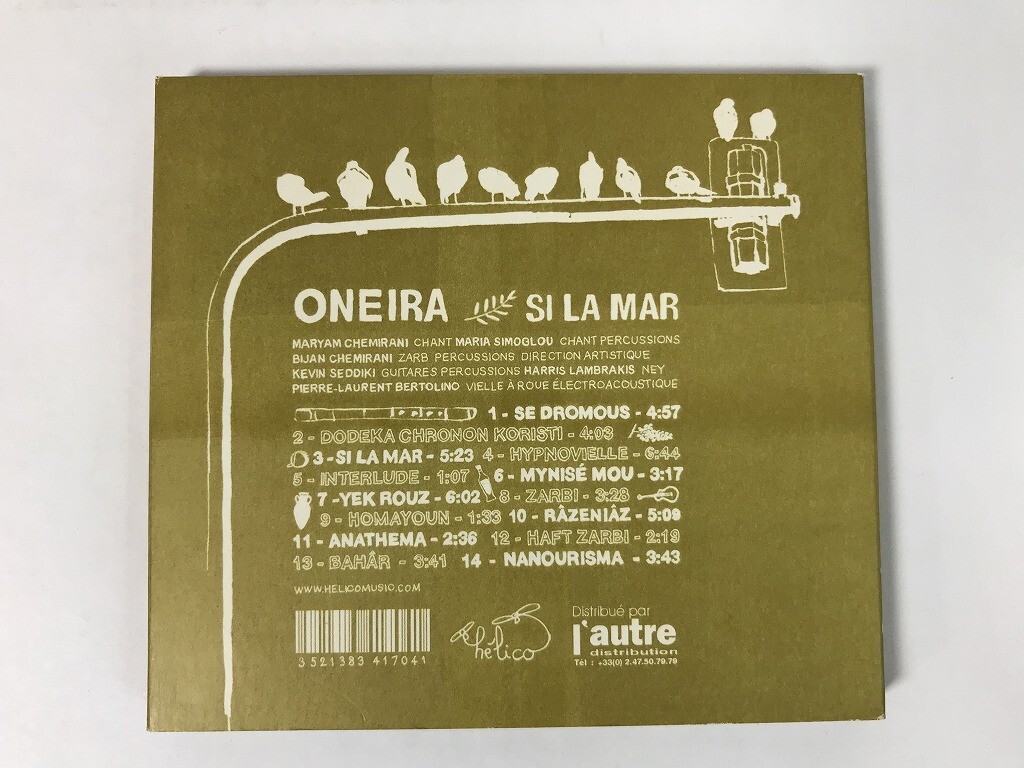 ONEIRA SI LA MAR
MARYAM CHEMIRANI CHANT MARIA SIMOGLOU CHANT PERCUSSIONS
BIJAN CHEMIRANI ZARB PERCUSSIONS DIRECTION ARTISTIQUE
KEVIN SEDDIKI GUITARES PERCUSSIONS HARRIS LAMBRAKIS NEY
PIERRE-LAURENT BERTOLINO VIELLE À ROUE ÉLECTROACOUSTIQUE
1 - SE DROMOUS - 4:57
2 - DODEKA CHRONON KORISTI - 4:03
3 - SI LA MAR - 5:23 4 - HYPNOVIELLE - 6:44
5 - INTERLUDE - 1:07 6 - MYNISÉ MOU - 3:17
7 - YEK ROUZ - 6:02 8 - ZARBI - 3:28
9 - HOMAYOUN - 1:33 10 - RÂZENIÂZ - 5:09
11 - ANATHEMA - 2:36 12 - HAFT ZARBI - 2:19
13 - BAHÂR - 3:41 14 - NANOURISMA - 3:43
WWW.HELICOMUSIC.COM
3 521383 417041
hélico
Distribué par
l'autre
distribution
Tél : +33(0) 2.47.50.79.79